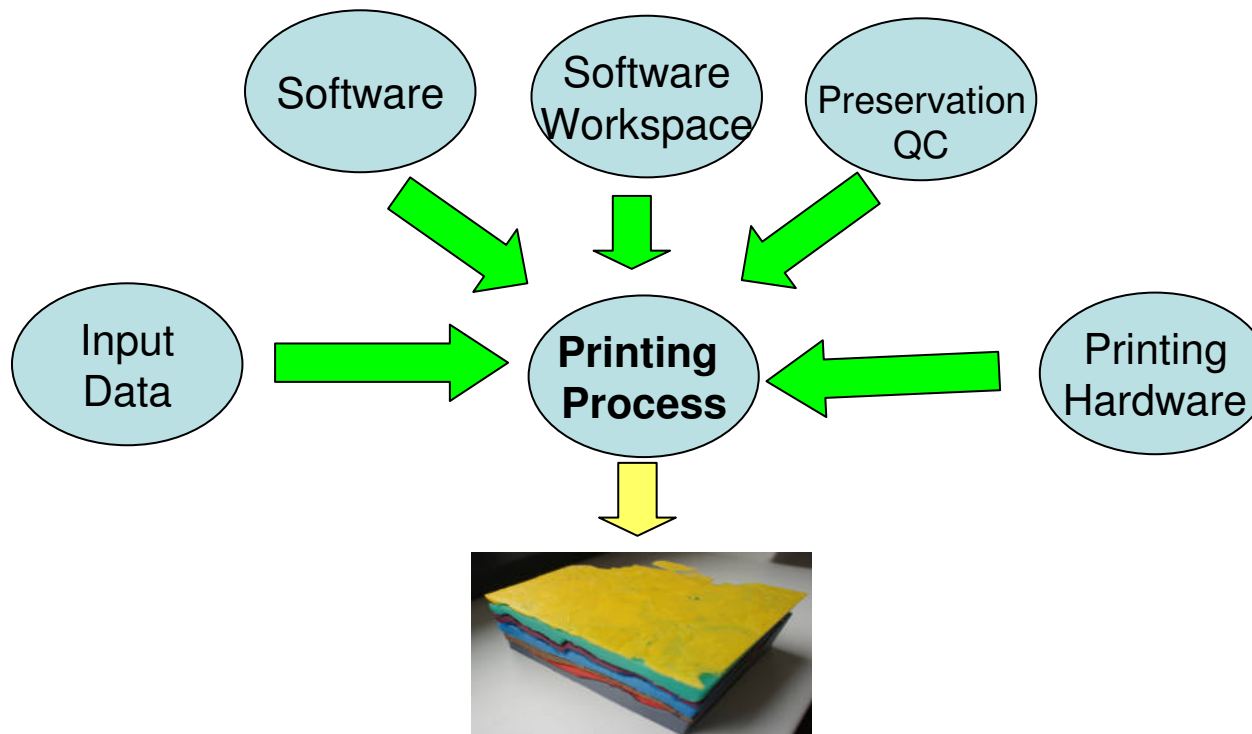 Software
Software
Workspace
Preservation
QC
Input
Data
Printing
Process
Printing
Hardware